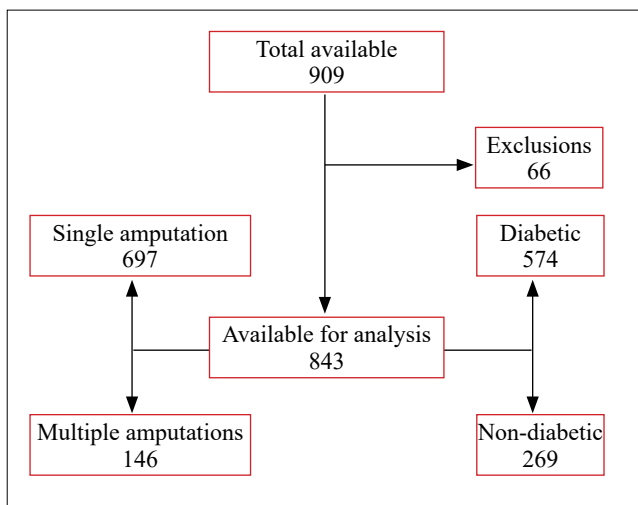 Total available
909
Exclusions
66
Single amputation
697
Diabetic
574
Available for analysis
843
Multiple amputations
146
Non-diabetic
269